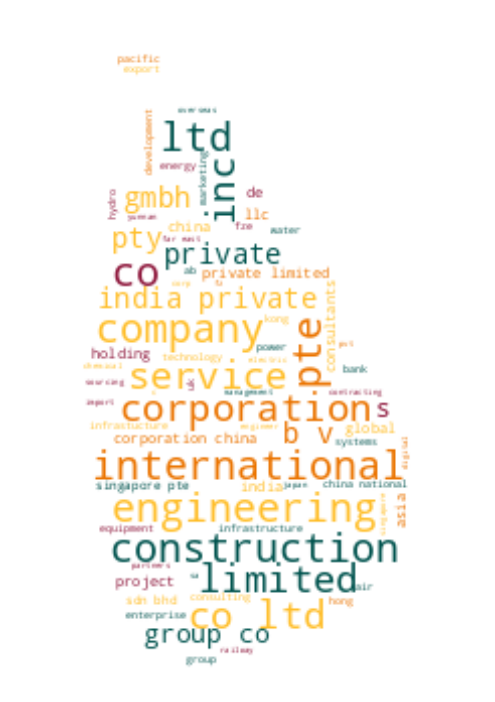 pacific
export
overseas
development
ltd
energy
marketing
inc
hydro
gmbh
de
yunnan
llc
china
fze
water
pty
far east
private
co
ab
private limited
corp
india private
consultants
kong
company
pte
power
pvt
holding
technology
electric
chemical
service
bank
sourcing
uk
management
contracting
import
corporation
s
infrastucture
engineer
b v
global
corporation china
systems
digital
international
singapore pte
india
japan
china national
engineering
singapore
asia
equipment
infrastructure
construction
partners
project
sa
limited
air
sdn bhd
consulting
hong
enterprise
co ltd
group co
railway
group